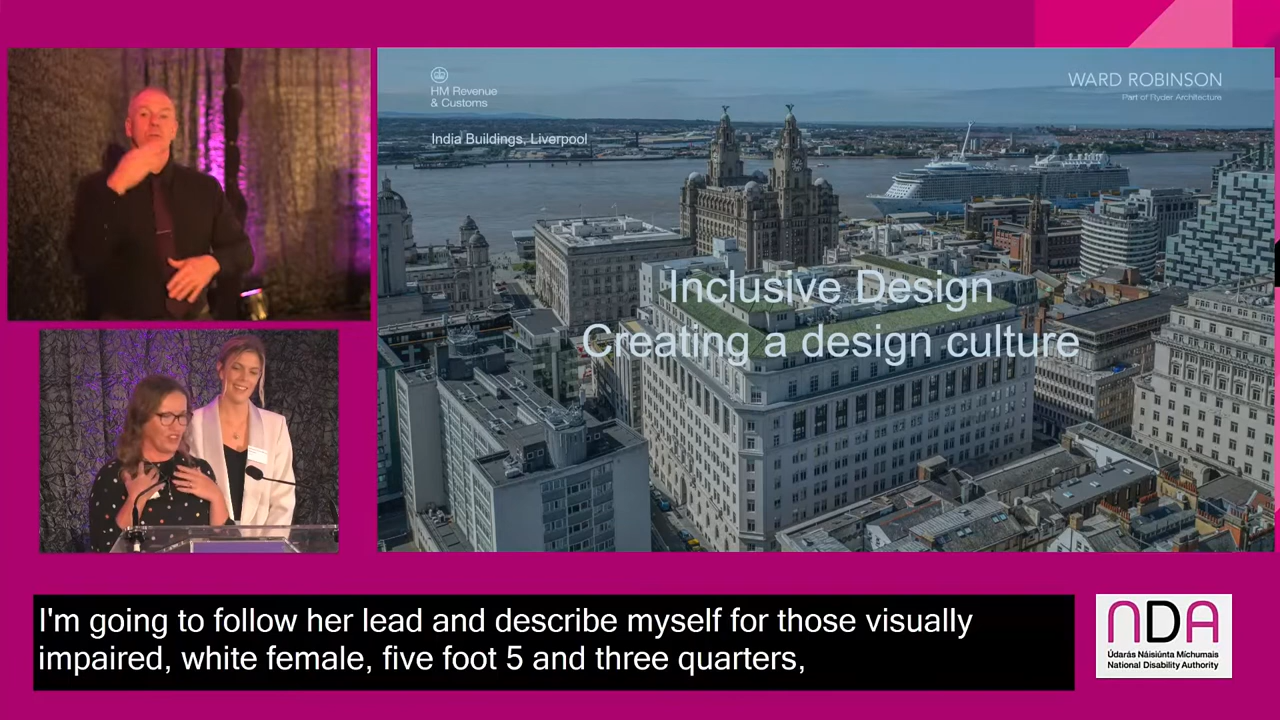 HM Revenue
& Customs
WARD ROBINSON
Part of Ryder Architecture
India Buildings, Liverpool
Inclusive Design
Creating a design culture
I'm going to follow her lead and describe myself for those visually
impaired, white female, five foot 5 and three quarters,
NDA
Údarás Náisiúnta Míchumais
National Disability Authority